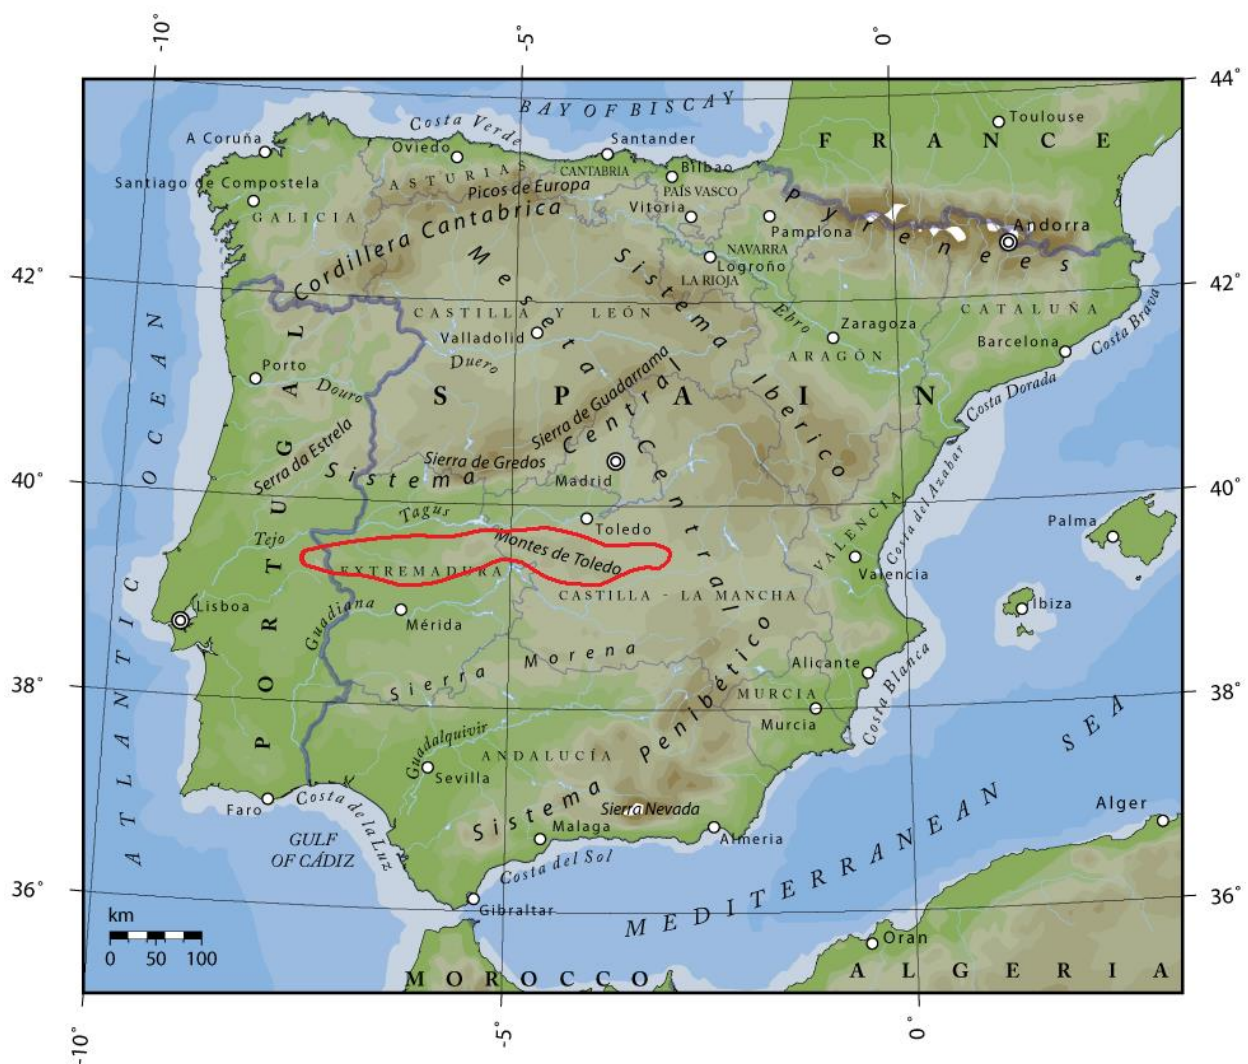 -10°
-5°
0°
44°
BAY OF BISCAY
Costa Verde
A Coruña
Oviedo
Santander
Bilbao
Toulouse
FRANCE
ASTURIAS
CANTABRIA
PAÍS VASCO
Picos de Europa
Santiago de Compostela
GALICIA
Vitoria
Pamplona
Pyrenees
Andorra
Cordillera Cantabrica
NAVARRA
Logroño
LA RIOJA
42°
42°
Meseta Central
Sistema Iberico
CASTILLA Y LEÓN
Valladolid
Duero
Ebro
Zaragoza
ARAGÓN
CATALUÑA
Barcelona
Costa Brava
Costa Dorada
Porto
Douro
SPAIN
PORTUGAL
ATLANTIC OCEAN
Sierra de Guadarrama
Serra da Estrela
Sistema Central
Sierra de Gredos
Madrid
40°
40°
Tagus
Toledo
Tejo
Montes de Toledo
EXTREMADURA
CASTILLA - LA MANCHA
VALENCIA
Valencia
Costa del Azahar
Palma
Ibiza
Lisboa
Guadiana
Mérida
Sierra Morena
Alicante
Costa Blanca
MURCIA
Murcia
38°
38°
Guadalquivir
ANDALUCÍA
Sevilla
Sistema Penibético
Sierra Nevada
Faro
Costa de la Luz
Malaga
Almeria
Costa del Sol
GULF
OF CÁDIZ
MEDITERRANEAN SEA
Alger
36°
36°
Gibraltar
Oran
km
0 50 100
MOROCCO
ALGERIA
-10°
-5°
0°